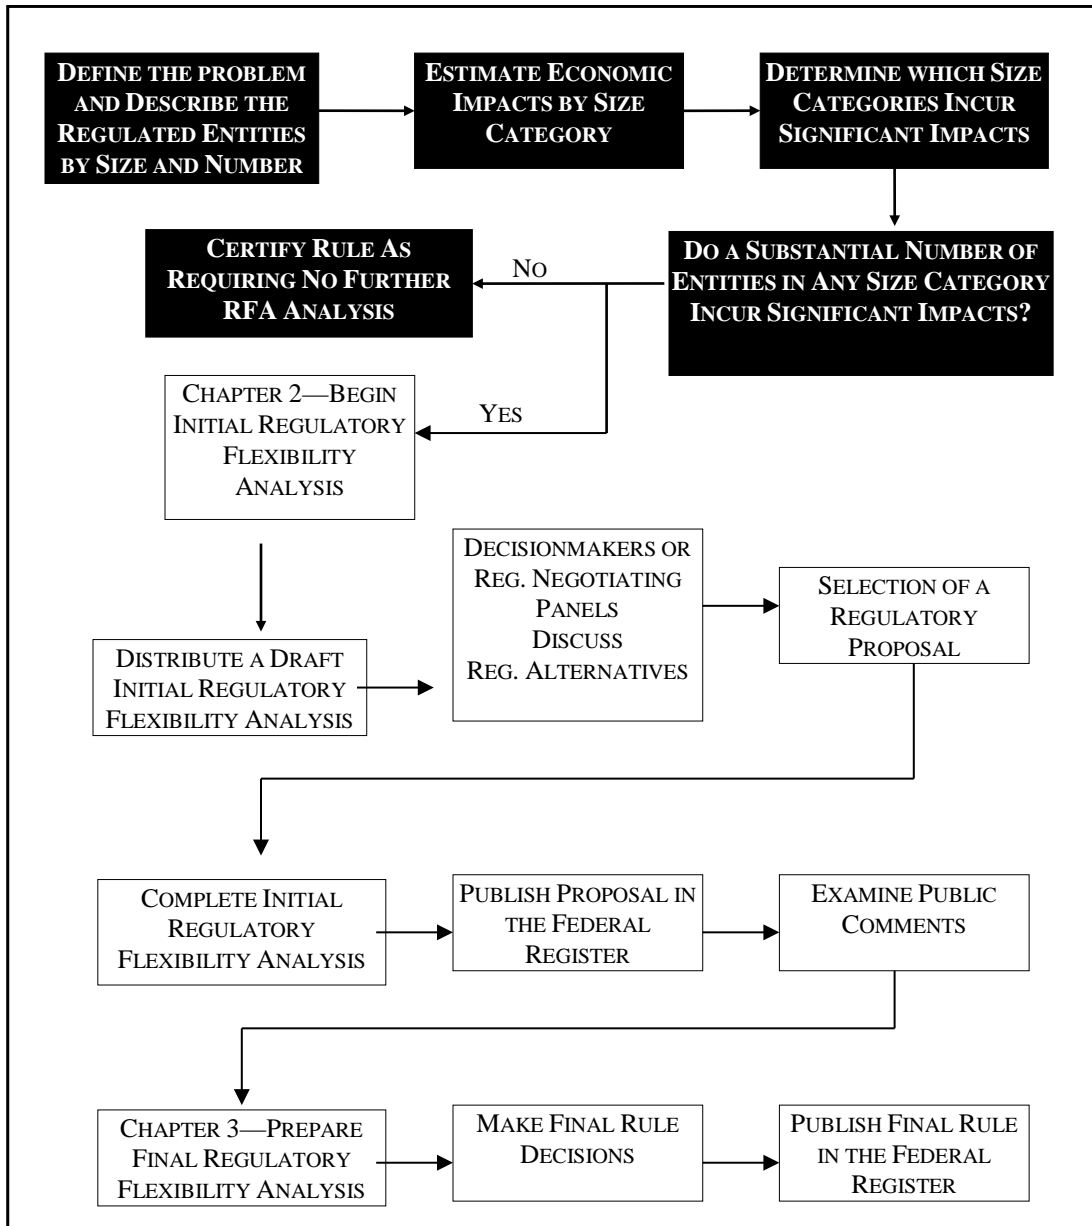 DEFINE THE PROBLEM
AND DESCRIBE THE
REGULATED ENTITIES
BY SIZE AND NUMBER
ESTIMATE ECONOMIC
IMPACTS BY SIZE
CATEGORY
DETERMINE WHICH SIZE
CATEGORIES INCUR
SIGNIFICANT IMPACTS
DO A SUBSTANTIAL NUMBER OF
ENTITIES IN ANY SIZE CATEGORY
INCUR SIGNIFICANT IMPACTS?
NO
CERTIFY RULE AS
REQUIRING NO FURTHER
RFA ANALYSIS
YES
CHAPTER 2—BEGIN
INITIAL REGULATORY
FLEXIBILITY
ANALYSIS
DISTRIBUTE A DRAFT
INITIAL REGULATORY
FLEXIBILITY ANALYSIS
DECISIONMAKERS OR
REG. NEGOTIATING
PANELS
DISCUSS
REG. ALTERNATIVES
SELECTION OF A
REGULATORY
PROPOSAL
COMPLETE INITIAL
REGULATORY
FLEXIBILITY ANALYSIS
PUBLISH PROPOSAL IN
THE FEDERAL
REGISTER
EXAMINE PUBLIC
COMMENTS
CHAPTER 3—PREPARE
FINAL REGULATORY
FLEXIBILITY ANALYSIS
MAKE FINAL RULE
DECISIONS
PUBLISH FINAL RULE
IN THE FEDERAL
REGISTER